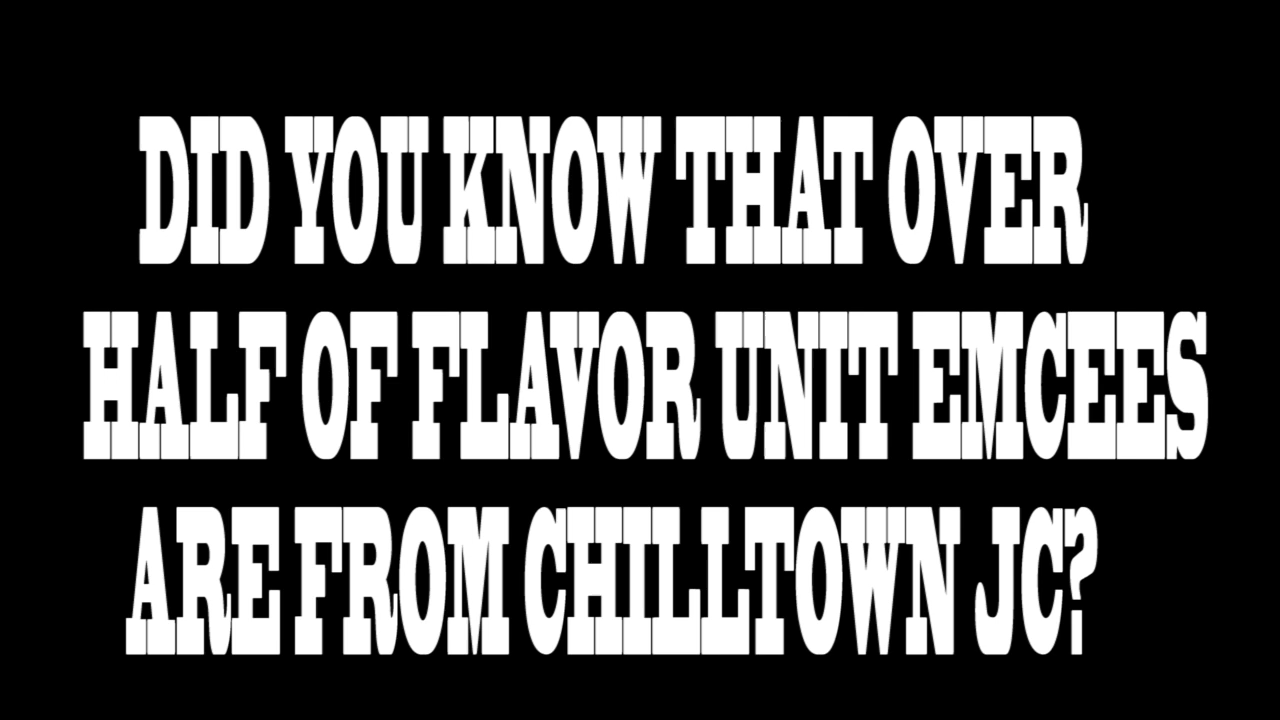 DID YOU KNOW THAT OVER
HALF OF FLAVOR UNIT EMCEES
ARE FROM CHILLTOWN JC?